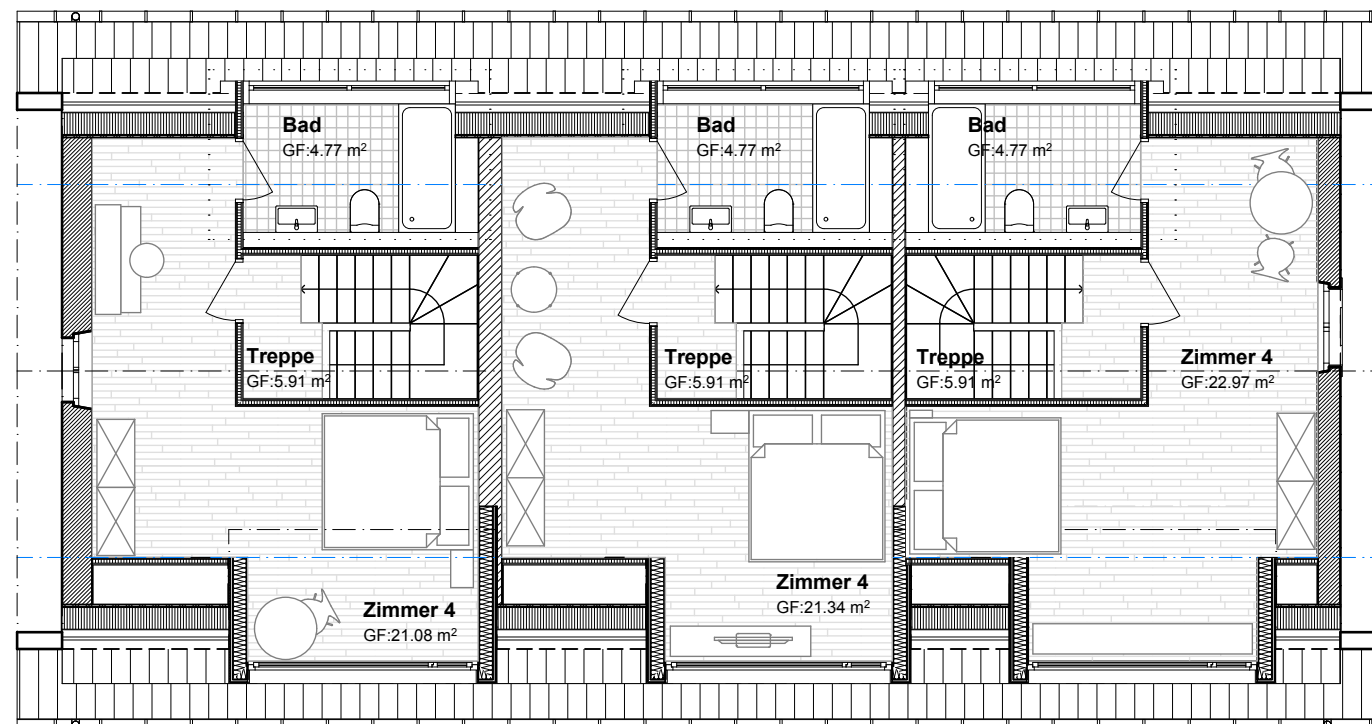 Bad
GF:4.77 m²
Bad
GF:4.77 m²
Bad
GF:4.77 m²
Treppe
GF:5.91 m²
Treppe
GF:5.91 m²
Treppe
GF:5.91 m²
Zimmer 4
GF:22.97 m²
Zimmer 4
GF:21.08 m²
Zimmer 4
GF:21.34 m²